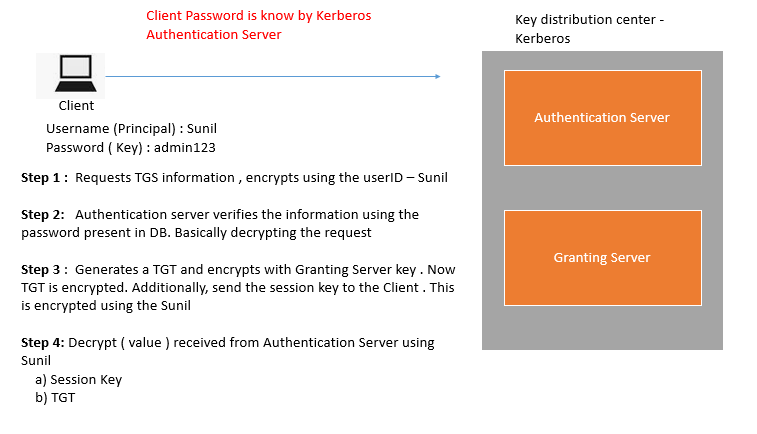 Client Password is know by Kerberos
Authentication Server
Key distribution center -
Kerberos
Client
Username (Principal) : Sunil
Password ( Key) : admin123
Authentication Server
Granting Server
Step 1 :  Requests TGS information , encrypts using the userID – Sunil
Step 2:   Authentication server verifies the information using the
password present in DB. Basically decrypting the request
Step 3 :  Generates a TGT and encrypts with Granting Server key . Now
TGT is encrypted. Additionally, send the session key to the Client . This
is encrypted using the Sunil
Step 4: Decrypt ( value ) received from Authentication Server using
Sunil
a) Session Key
b) TGT